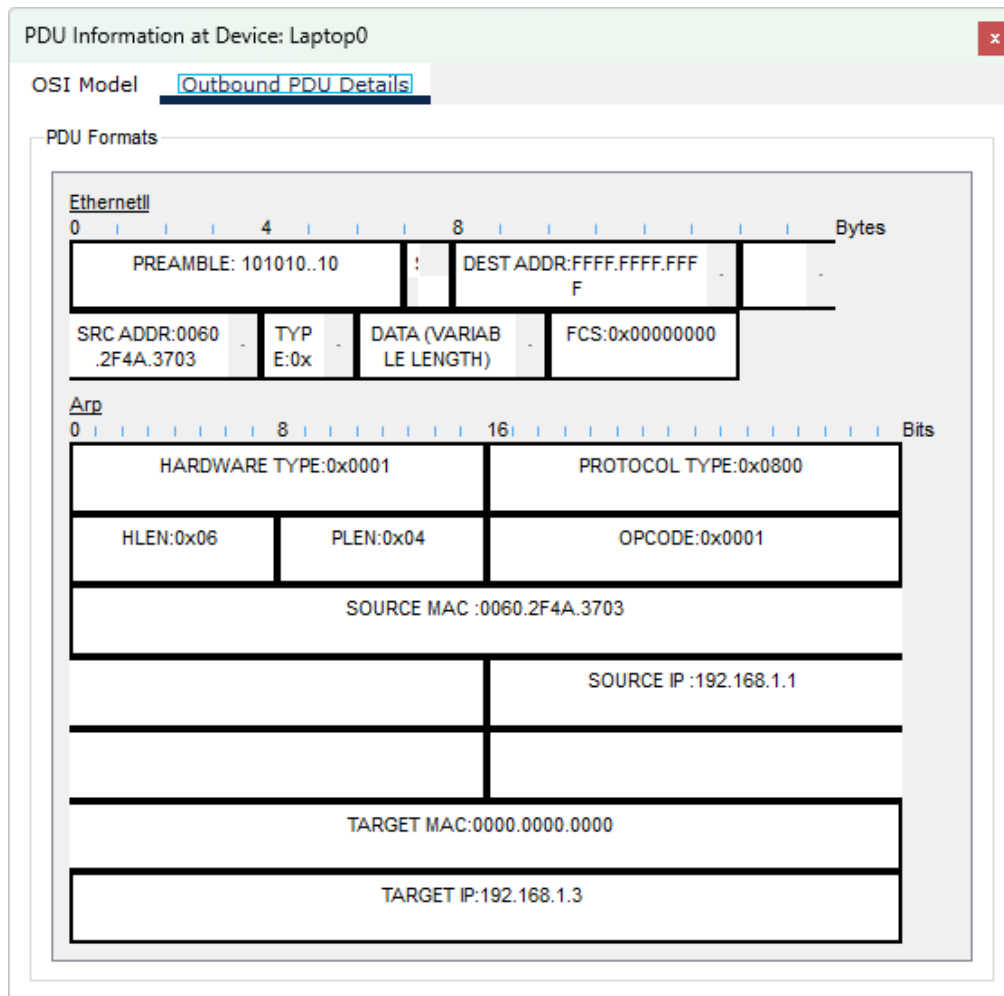 PDU Information at Device: Laptop0
x
OSI Model Outbound PDU Details
PDU Formats
EthernetII
0 4 8 Bytes
PREAMBLE: 101010..10
DEST ADDR:FFFF.FFFF.FFF
F
SRC ADDR:0060
.2F4A.3703
TYP
E:0x
DATA (VARIAB
LE LENGTH)
FCS:0x00000000
Arp
0 8 16 Bits
HARDWARE TYPE:0x0001 PROTOCOL TYPE:0x0800
HLEN:0x06 PLEN:0x04 OPCODE:0x0001
SOURCE MAC :0060.2F4A.3703
SOURCE IP :192.168.1.1
TARGET MAC:0000.0000.0000
TARGET IP:192.168.1.3